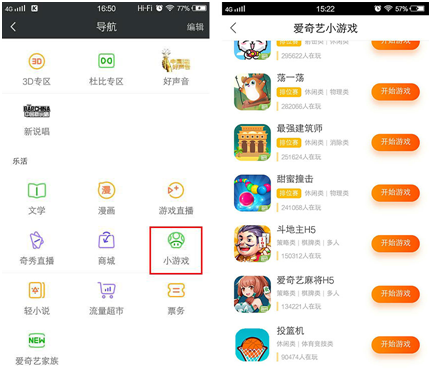 4G
16:50
Hi-Fi
77%
导航
编辑
3D
3D专区
杜比专区
好声音
新说唱
乐活
文学
漫
漫画
游戏直播
奇秀直播
商城
小游戏
轻
轻小说
流量超市
票务
NEW
爱奇艺家族
4G
15:22
57%
爱奇艺小游戏
295622人在玩
开始游戏
荡一荡
休闲类 | 物理类
282066人在玩
开始游戏
最强建筑师
休闲类 | 消除类
251624人在玩
开始游戏
甜蜜撞击
休闲类 | 物理类
241058人在玩
开始游戏
斗地主H5
策略类 | 棋牌类 | 多人
150312人在玩
开始游戏
爱奇艺麻将H5
策略类 | 棋牌类 | 多人
134221人在玩
开始游戏
投篮机
休闲类 | 体育竞技类
90474人在玩
开始游戏